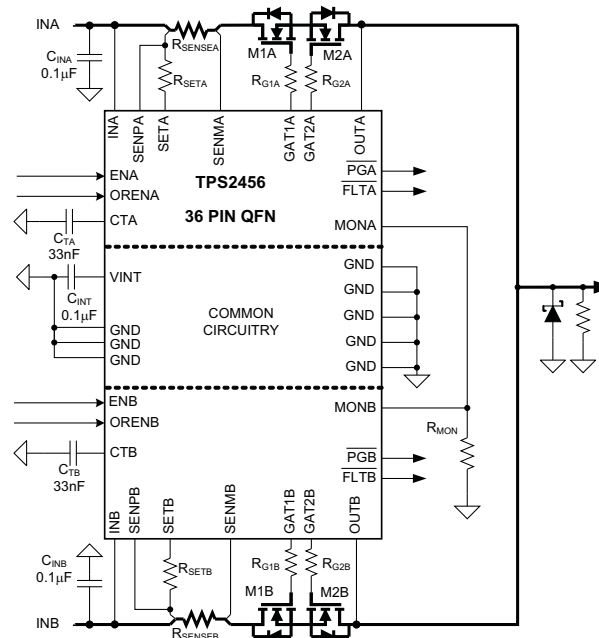 INA
C_INA
0.1μF
R_SENSEA
R_SETA
M1A
M2A
R_G1A
R_G2A
INA
SENPA
SETA
SENMA
GAT1A
GAT2A
OUTA
ENA
ORENA
CTA
C_TA
33nF
TPS2456
36 PIN QFN
PGA
FLTA
MONA
VINT
C_INT
0.1μF
GND
GND
GND
COMMON
CIRCUITRY
GND
GND
GND
GND
GND
ENB
ORENB
CTB
C_TB
33nF
MONB
R_MON
PGB
FLTB
INB
SENPB
SETB
SENMB
GAT1B
GAT2B
OUTB
C_INB
0.1μF
R_SETB
R_G1B
R_G2B
M1B
M2B
INB
R_SENSEB